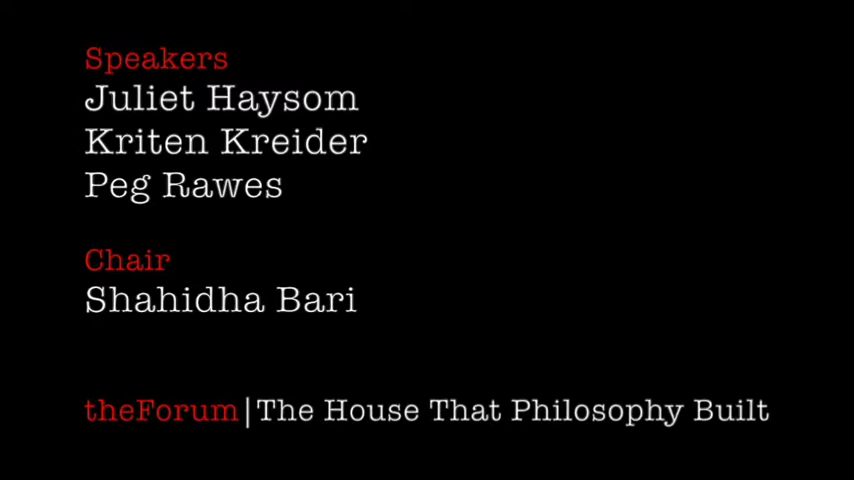 Speakers
Juliet Haysom
Kriten Kreider
Peg Rawes
Chair
Shahidha Bari
theForum|The House That Philosophy Built